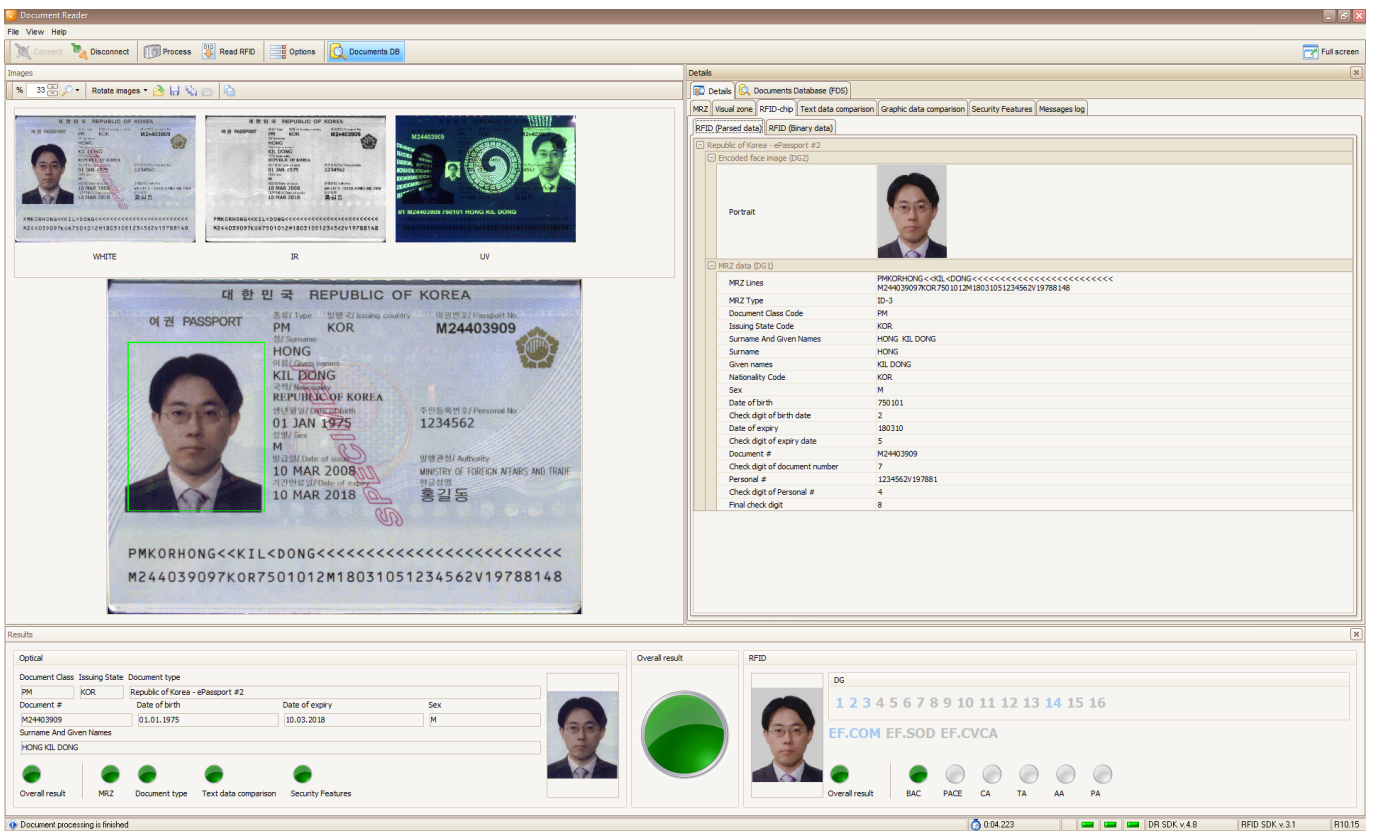 Document Reader
File View Help
Connect Disconnect Process Read RFID Options Documents DB Full screen
Images
% 33 Rotate images
WHITE IR UV
대한민국 REPUBLIC OF KOREA
여권 PASSPORT
종류/ Type 발행국/ Issuing country 여권번호/ Passport No.
PM KOR M24403909
성/ Surname
HONG
이름/ Given names
KIL DONG
국적/ Nationality
REPUBLIC OF KOREA
생년월일/ Date of birth 주민등록번호/ Personal No
01 JAN 1975 1234562
성별/ Sex
M
발급일/ Date of issue 발행관청/ Authority
10 MAR 2008 MINISTRY OF FOREIGN AFFAIRS AND TRADE
기간만료일/ Date of expiry 한글성명
10 MAR 2018 홍길동
SPECIMEN
PMKORHONG<<KIL<DONG<<<<<<<<<<<<<<<<<<<<<<<<<
M244039097KOR7501012M18031051234562V19788148
Details
Details Documents Database (FDS)
MRZ Visual zone RFID-chip Text data comparison Graphic data comparison Security Features Messages log
RFID (Parsed data) RFID (Binary data)
Republic of Korea - ePassport #2
Encoded face image (DG2)
Portrait
MRZ data (DG1)
MRZ Lines PMKORHONG<<KIL<DONG<<<<<<<<<<<<<<<<<<<<<<<<<
M244039097KOR7501012M18031051234562V19788148
MRZ Type ID-3
Document Class Code PM
Issuing State Code KOR
Surname And Given Names HONG KIL DONG
Surname HONG
Given names KIL DONG
Nationality Code KOR
Sex M
Date of birth 750101
Check digit of birth date 2
Date of expiry 180310
Check digit of expiry date 5
Document # M24403909
Check digit of document number 7
Personal # 1234562V197881
Check digit of Personal # 4
Final check digit 8
Results
Optical
Document Class Issuing State Document type
PM KOR Republic of Korea - ePassport #2
Document # Date of birth Date of expiry Sex
M24403909 01.01.1975 10.03.2018 M
Surname And Given Names
HONG KIL DONG
Overall result MRZ Document type Text data comparison Security Features
Overall result
RFID
DG
1 2 3 4 5 6 7 8 9 10 11 12 13 14 15 16
EF.COM EF.SOD EF.CVCA
Overall result BAC PACE CA TA AA PA
Document processing is finished 0:04.223 DR SDK v.4.8 RFID SDK v.3.1 R10.15